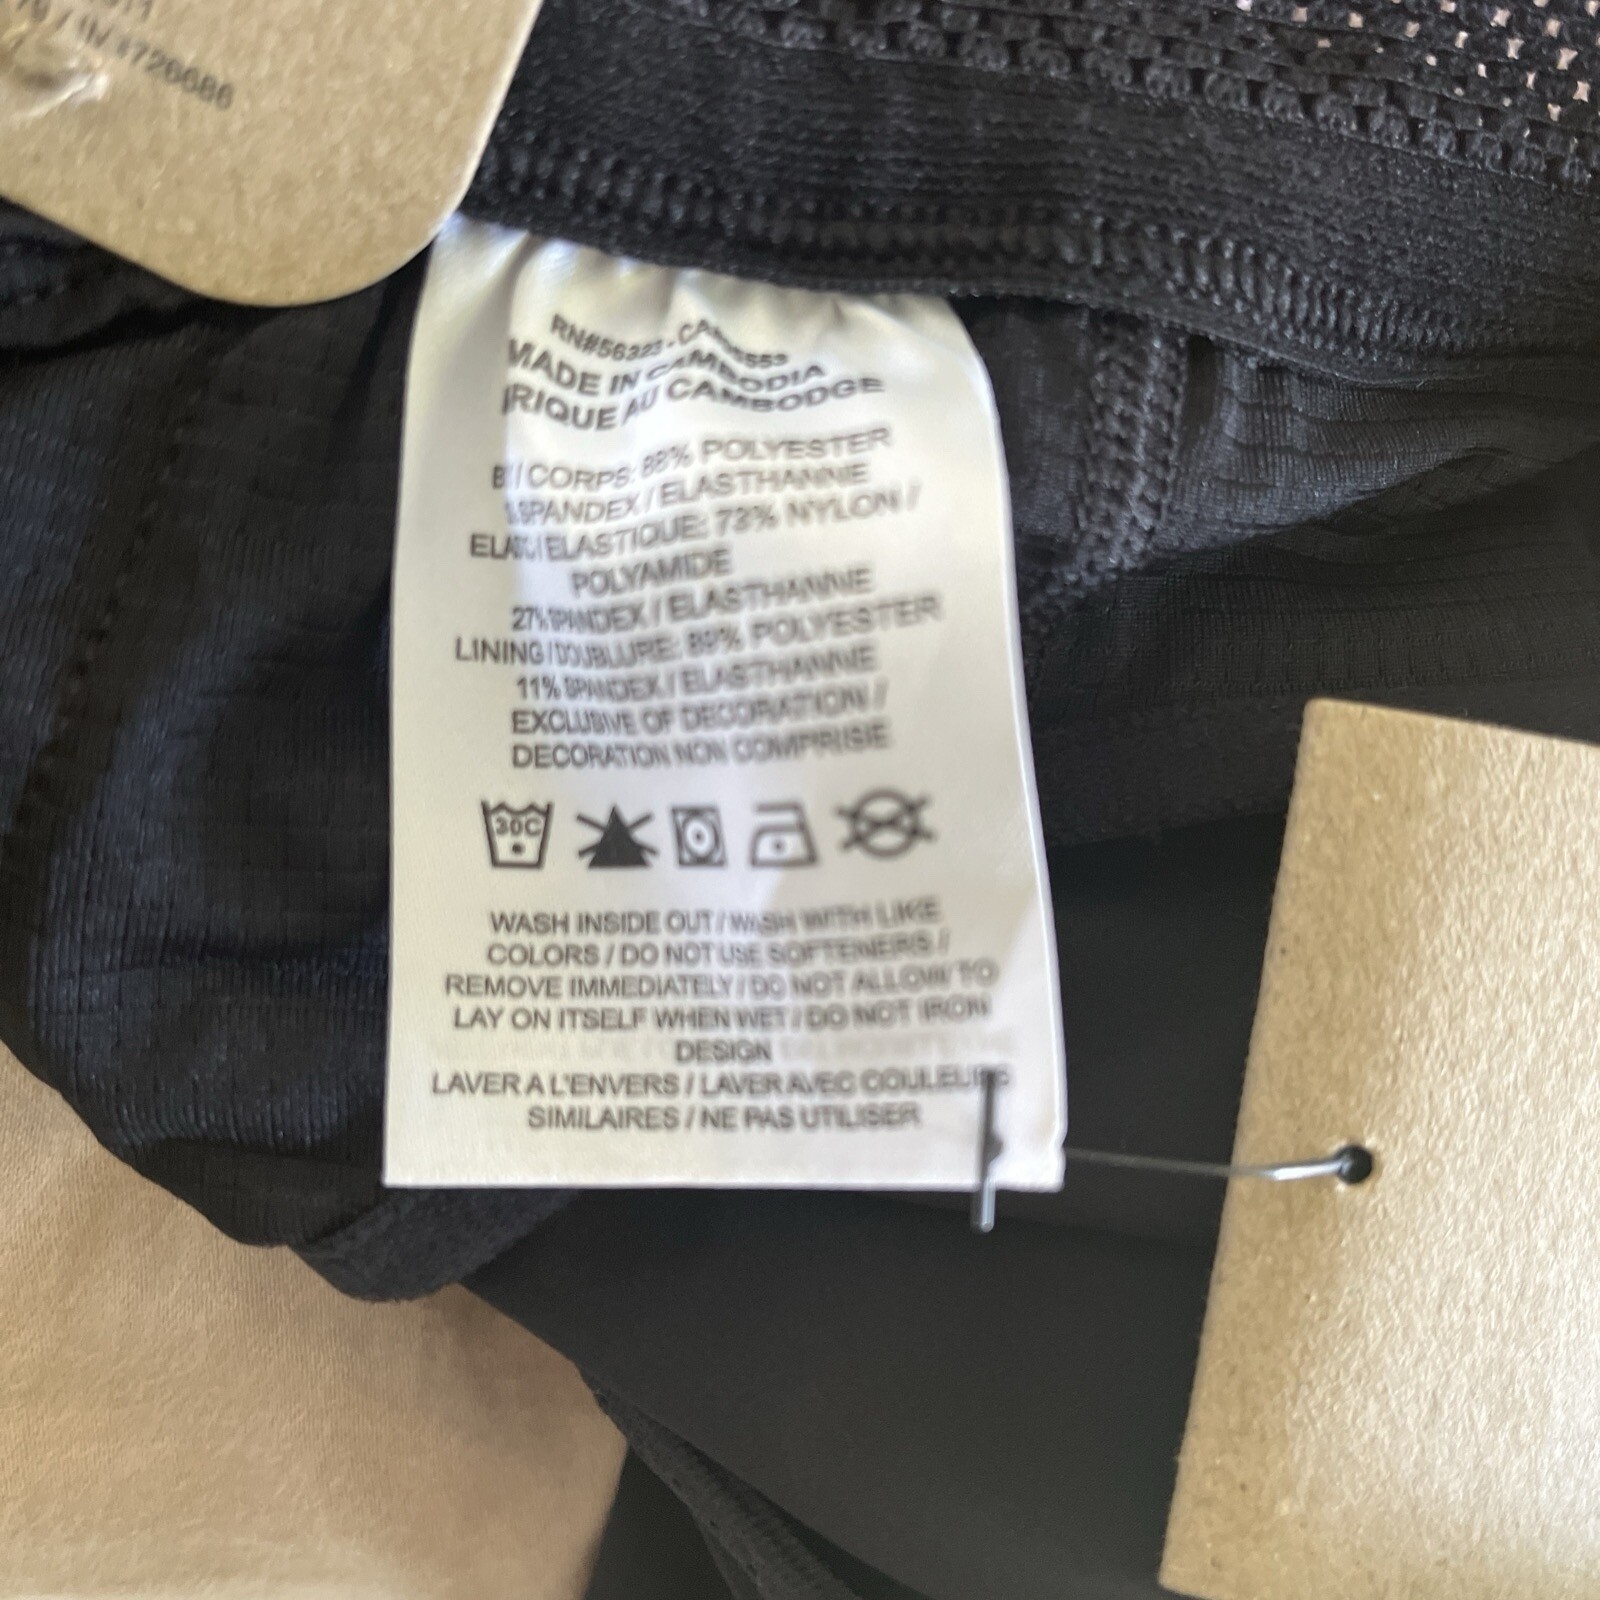 #726686
MADE IN CAMBODIA
AU CAMBODGE
/ CORPS: 88% POLYESTER
SPANDEX / ELASTHANNE
ELASTIQUE: 73% NYLON /
POLYAMIDE
27% SPANDEX / ELASTHANNE
LINING / DOUBLURE: 89% POLYESTER
11% SPANDEX / ELASTHANNE
EXCLUSIVE OF DECORATION /
DECORATION NON COMPRISE
30C
WASH INSIDE OUT / WASH WITH LIKE
COLORS / DO NOT USE SOFTENERS /
REMOVE IMMEDIATELY / DO NOT ALLOW TO
LAY ON ITSELF WHEN WET / DO NOT IRON
DESIGN
LAVER A L'ENVERS / LAVER AVEC COULEURS
SIMILAIRES / NE PAS UTILISER